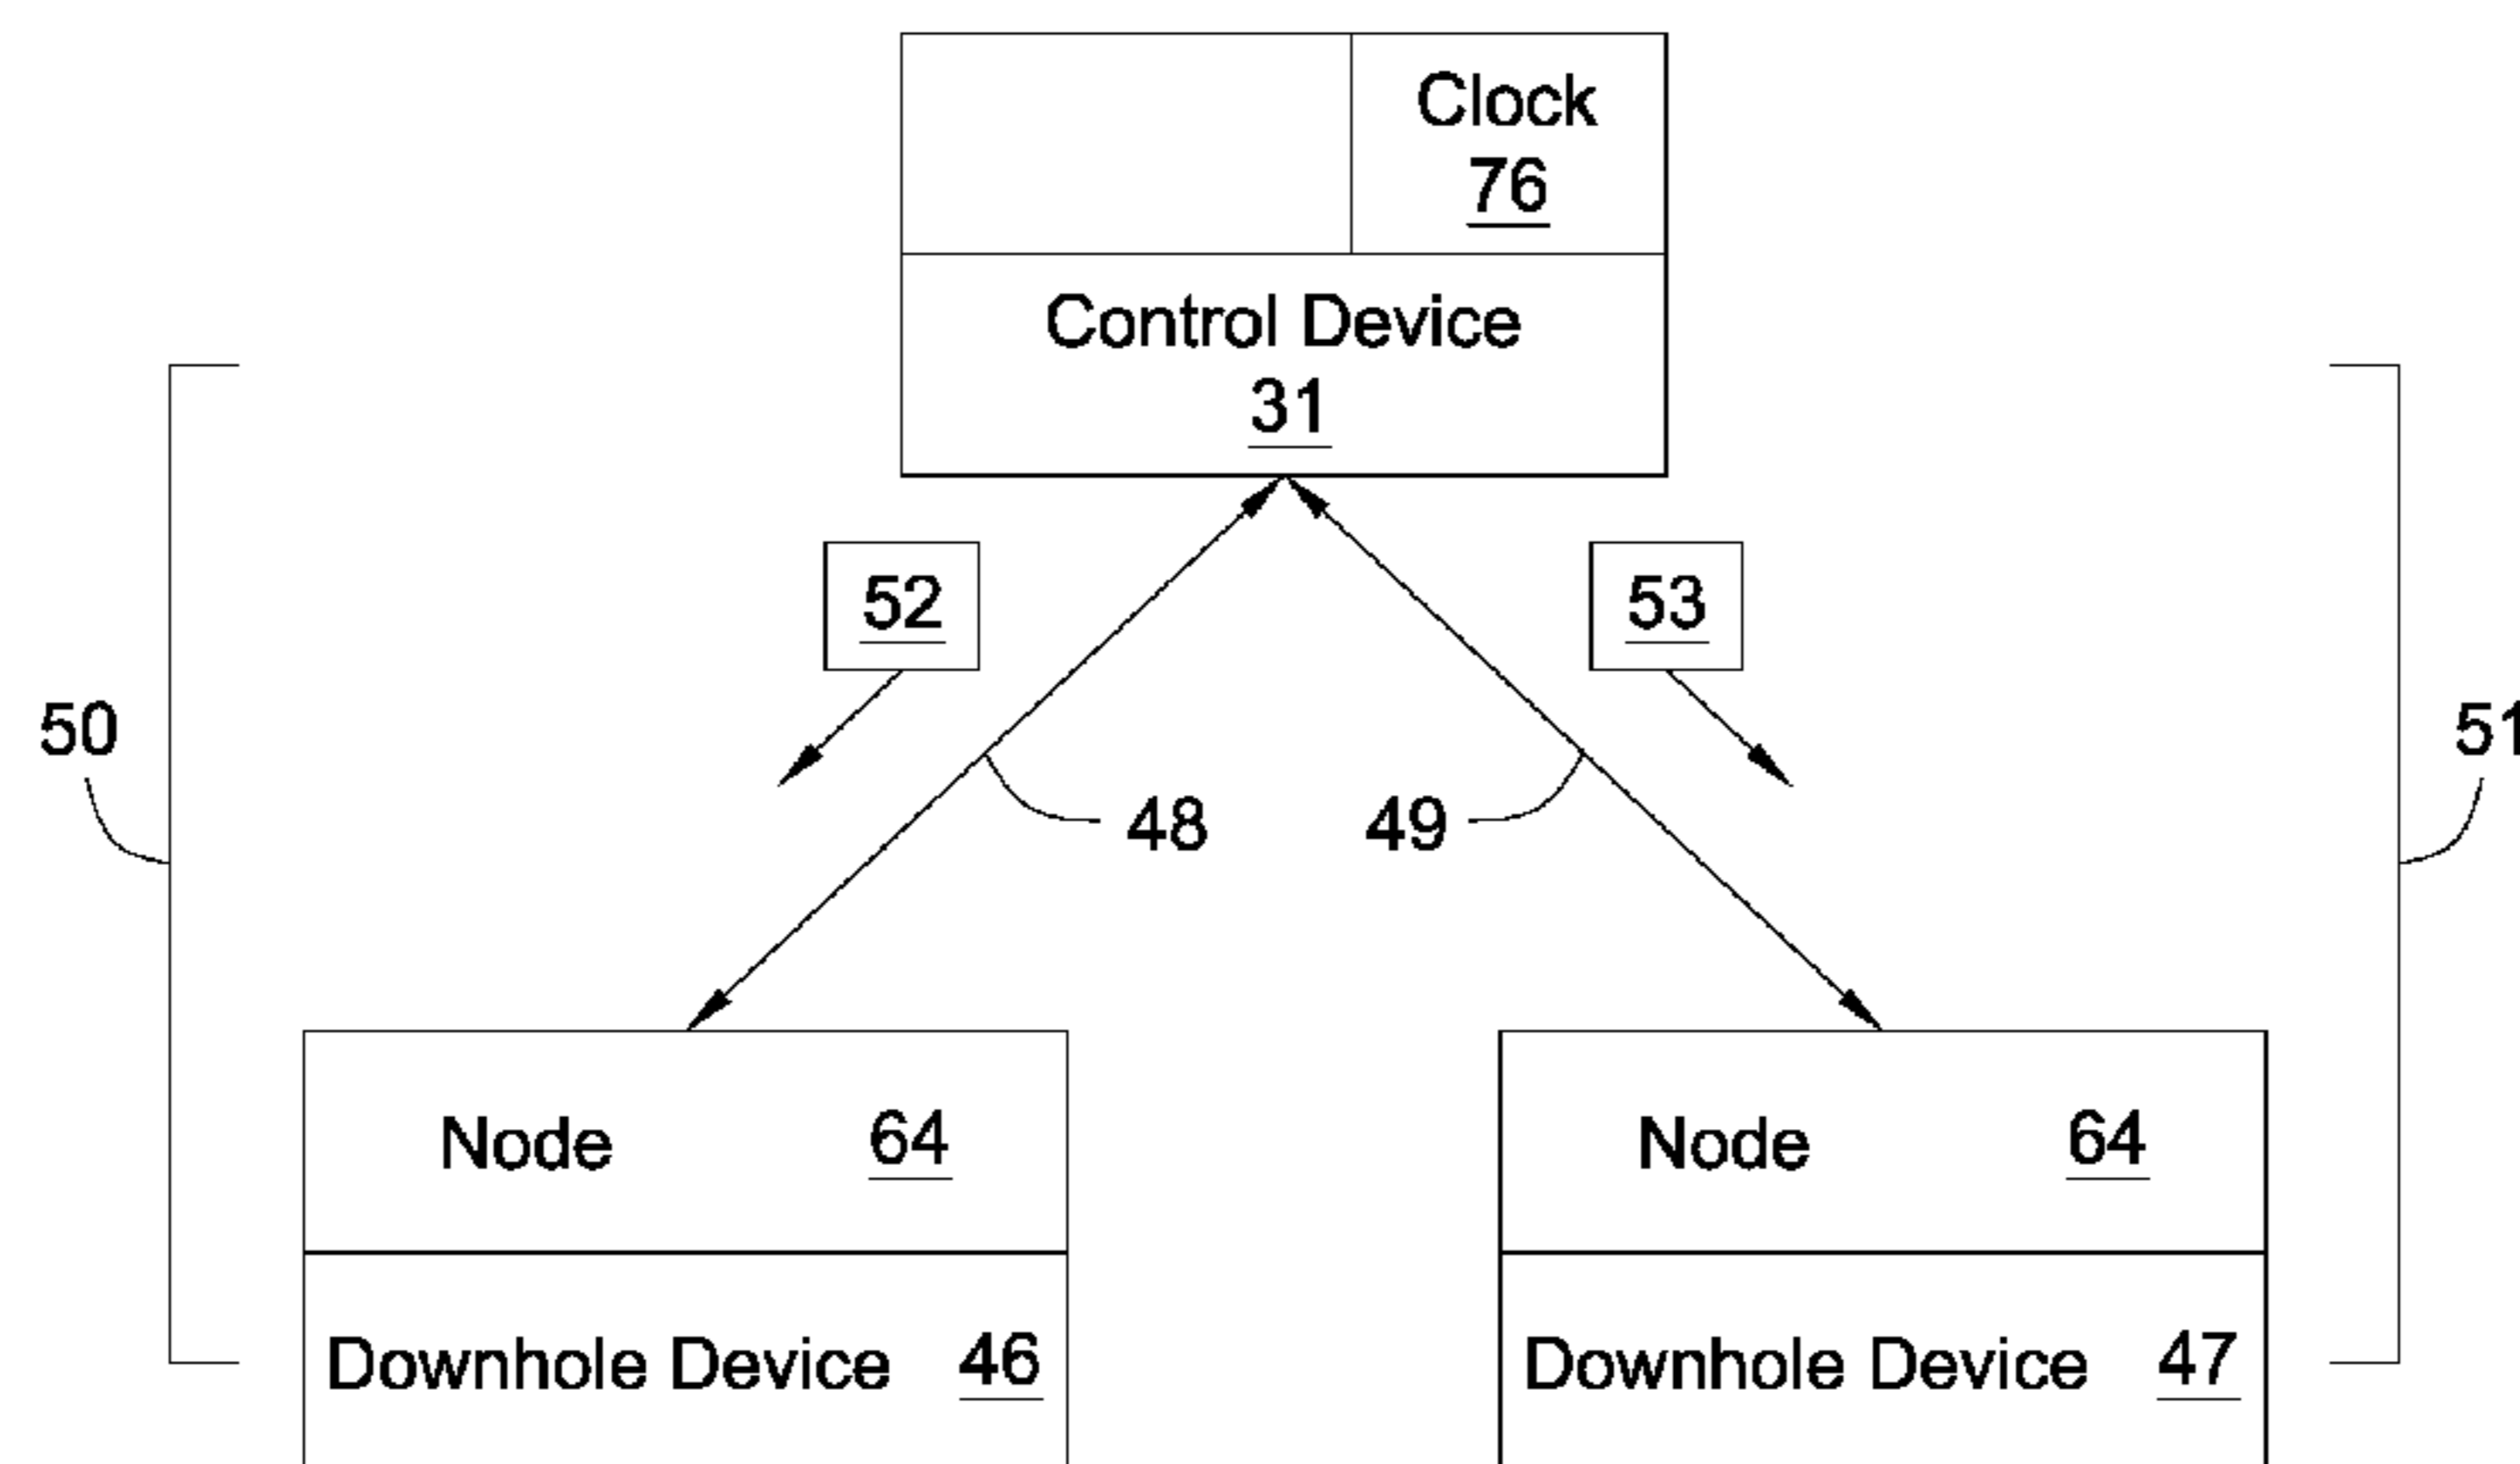 Clock
76
Control Device
31
52
53
50
51
48
49
Node 64
Node 64
Downhole Device 46
Downhole Device 47